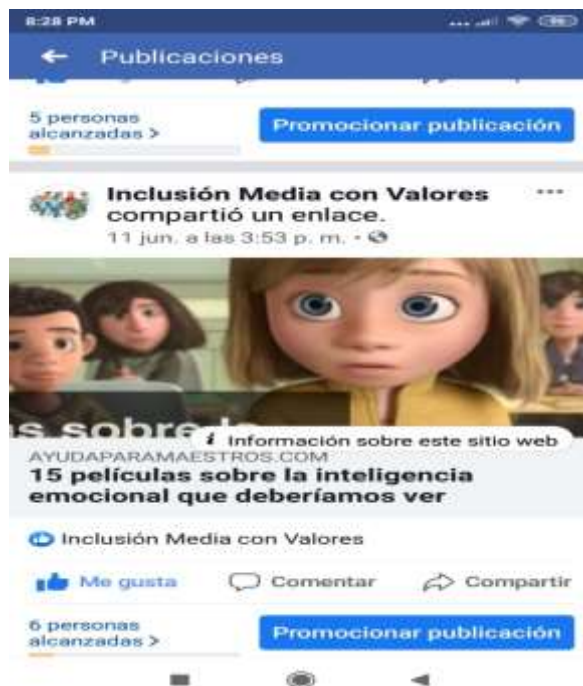 8:28 PM
Publicaciones
5 personas
alcanzadas >
Promocionar publicación
Inclusión Media con Valores
compartió un enlace.
11 jun. a las 3:53 p. m. •
s sobre la
Información sobre este sitio web
AYUDAPARAMAESTROS.COM
15 películas sobre la inteligencia
emocional que deberíamos ver
Inclusión Media con Valores
Me gusta
Comentar
Compartir
6 personas
alcanzadas >
Promocionar publicación